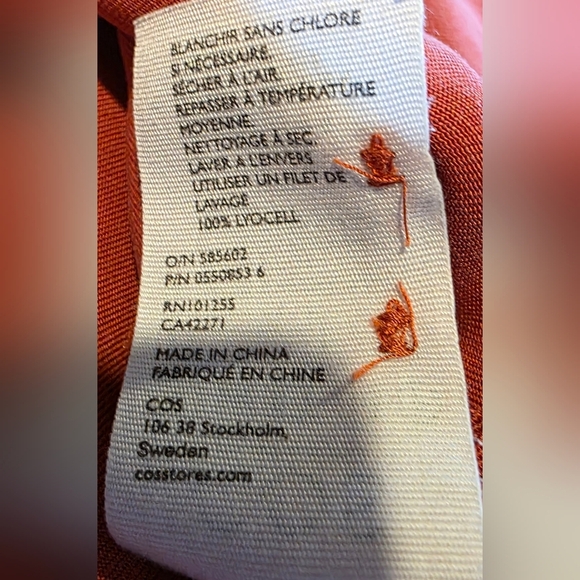 BLANCHIR SANS CHLORE
SI NÉCESSAIRE.
SÉCHER À L'AIR.
REPASSER À TEMPÉRATURE
MOYENNE.
NETTOYAGE À SEC.
LAVER À L'ENVERS
UTILISER UN FILET DE
LAVAGE
100% LYOCELL
O/N 585602
P/N 0550853 6
RN101255
CA42271
MADE IN CHINA
FABRIQUÉ EN CHINE
COS
106 38 Stockholm,
Sweden
cosstores.com